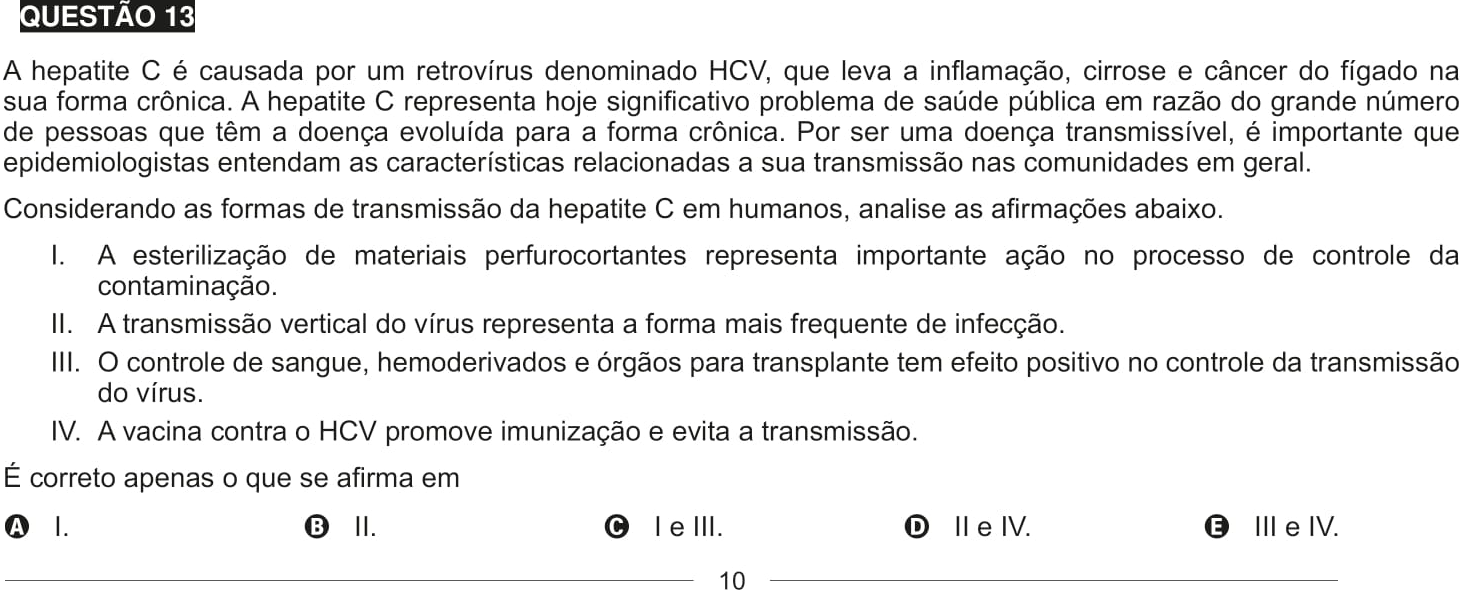 QUESTÃO 13
A hepatite C é causada por um retrovírus denominado HCV, que leva a inflamação, cirrose e câncer do fígado na
sua forma crônica. A hepatite C representa hoje significativo problema de saúde pública em razão do grande número
de pessoas que têm a doença evoluída para a forma crônica. Por ser uma doença transmissível, é importante que
epidemiologistas entendam as características relacionadas a sua transmissão nas comunidades em geral.
Considerando as formas de transmissão da hepatite C em humanos, analise as afirmações abaixo.
I. A esterilização de materiais perfurocortantes representa importante ação no processo de controle da
contaminação.
II. A transmissão vertical do vírus representa a forma mais frequente de infecção.
III. O controle de sangue, hemoderivados e órgãos para transplante tem efeito positivo no controle da transmissão
do vírus.
IV. A vacina contra o HCV promove imunização e evita a transmissão.
É correto apenas o que se afirma em
A I. B II. C I e III. D II e IV. E III e IV.
10